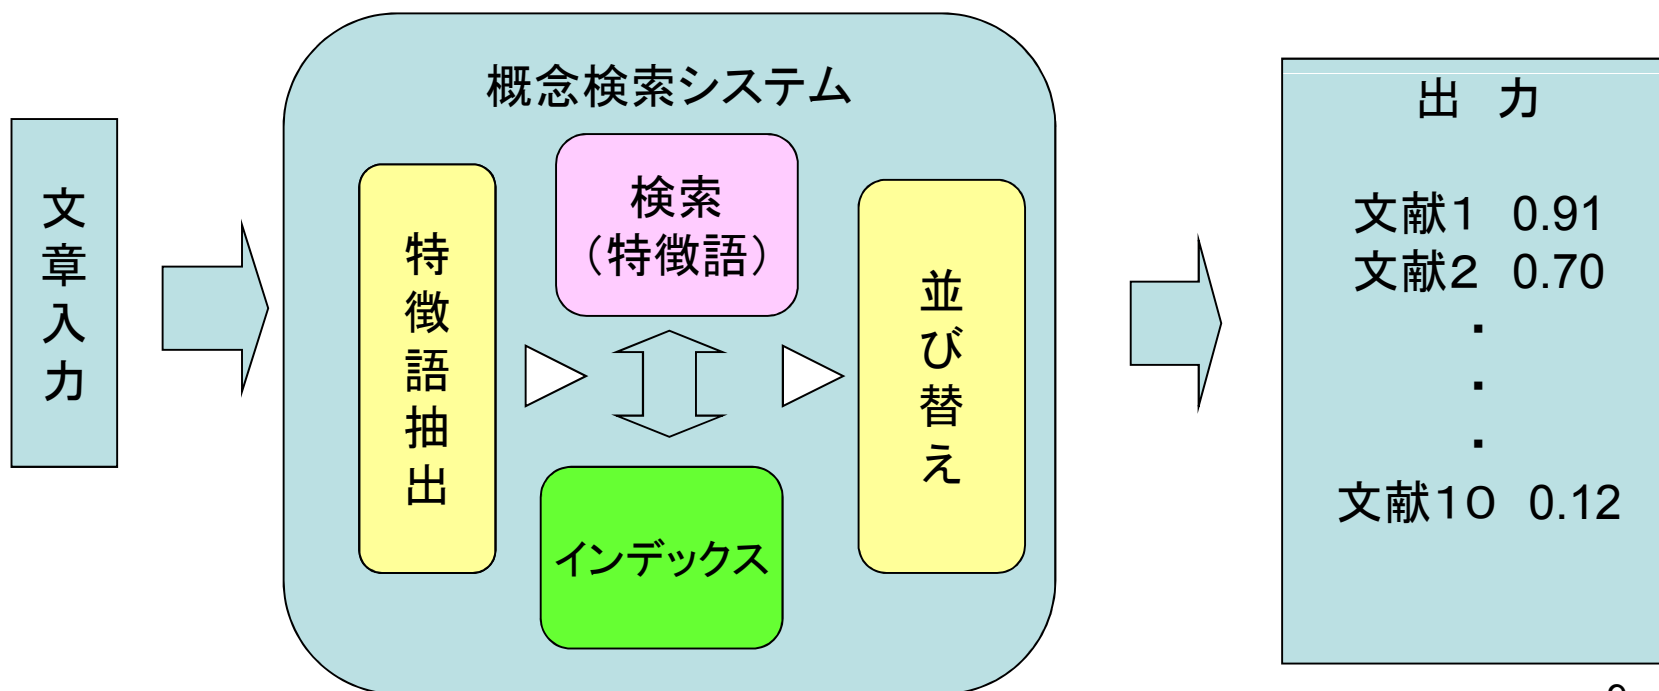 概念検索システム
文章入力
特徴語抽出
検索
（特徴語）
インデックス
並び替え
出　力
文献１　0.91
文献２　0.70
・
・
・
文献１０　0.12